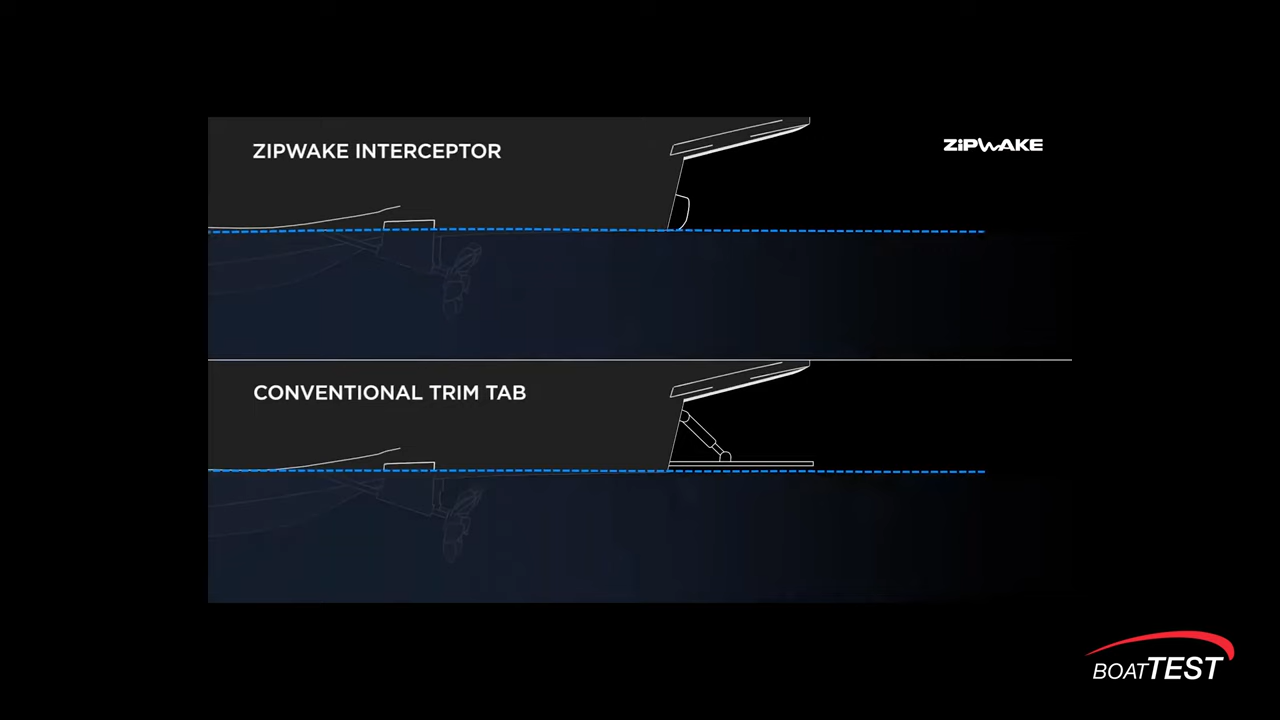 ZIPWAKE INTERCEPTOR
ZIPWAKE
CONVENTIONAL TRIM TAB
BOATTEST